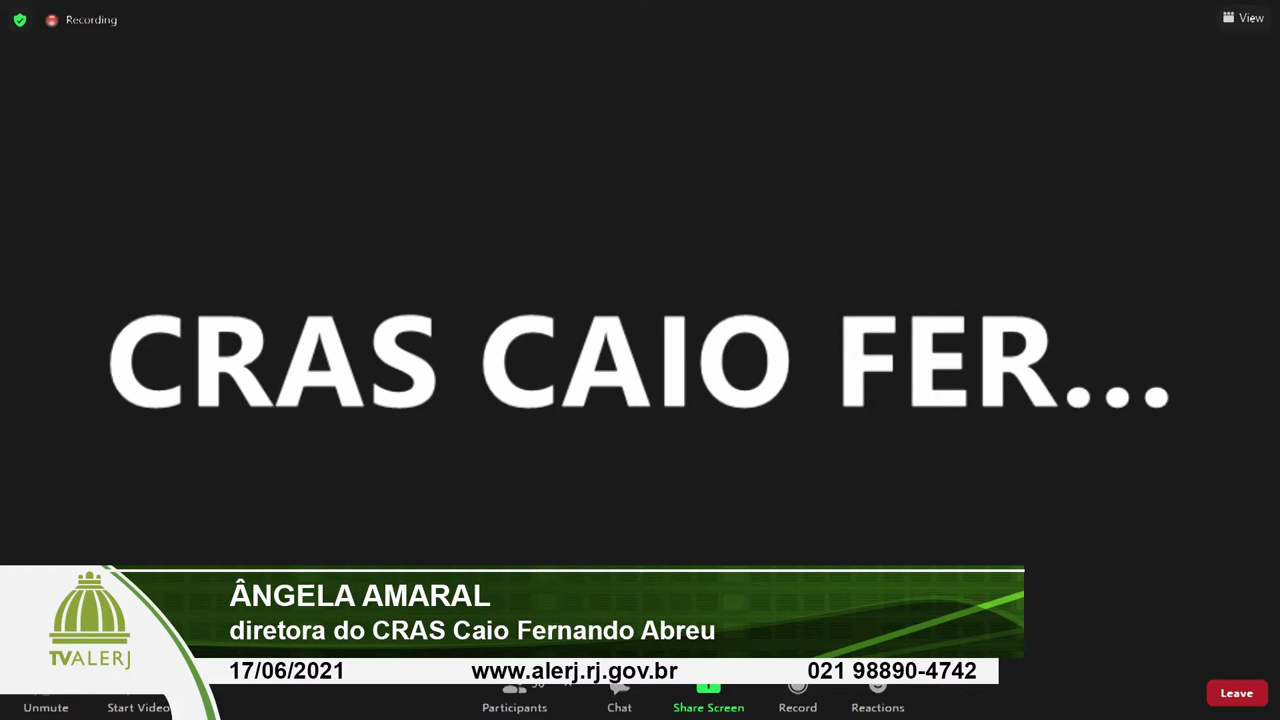 Recording
View
CRAS CAIO FER...
ÂNGELA AMARAL
diretora do CRAS Caio Fernando Abreu
TVALERJ
17/06/2021 www.alerj.rj.gov.br 021 98890-4742
Unmute Start Video Participants Chat Share Screen Record Reactions Leave